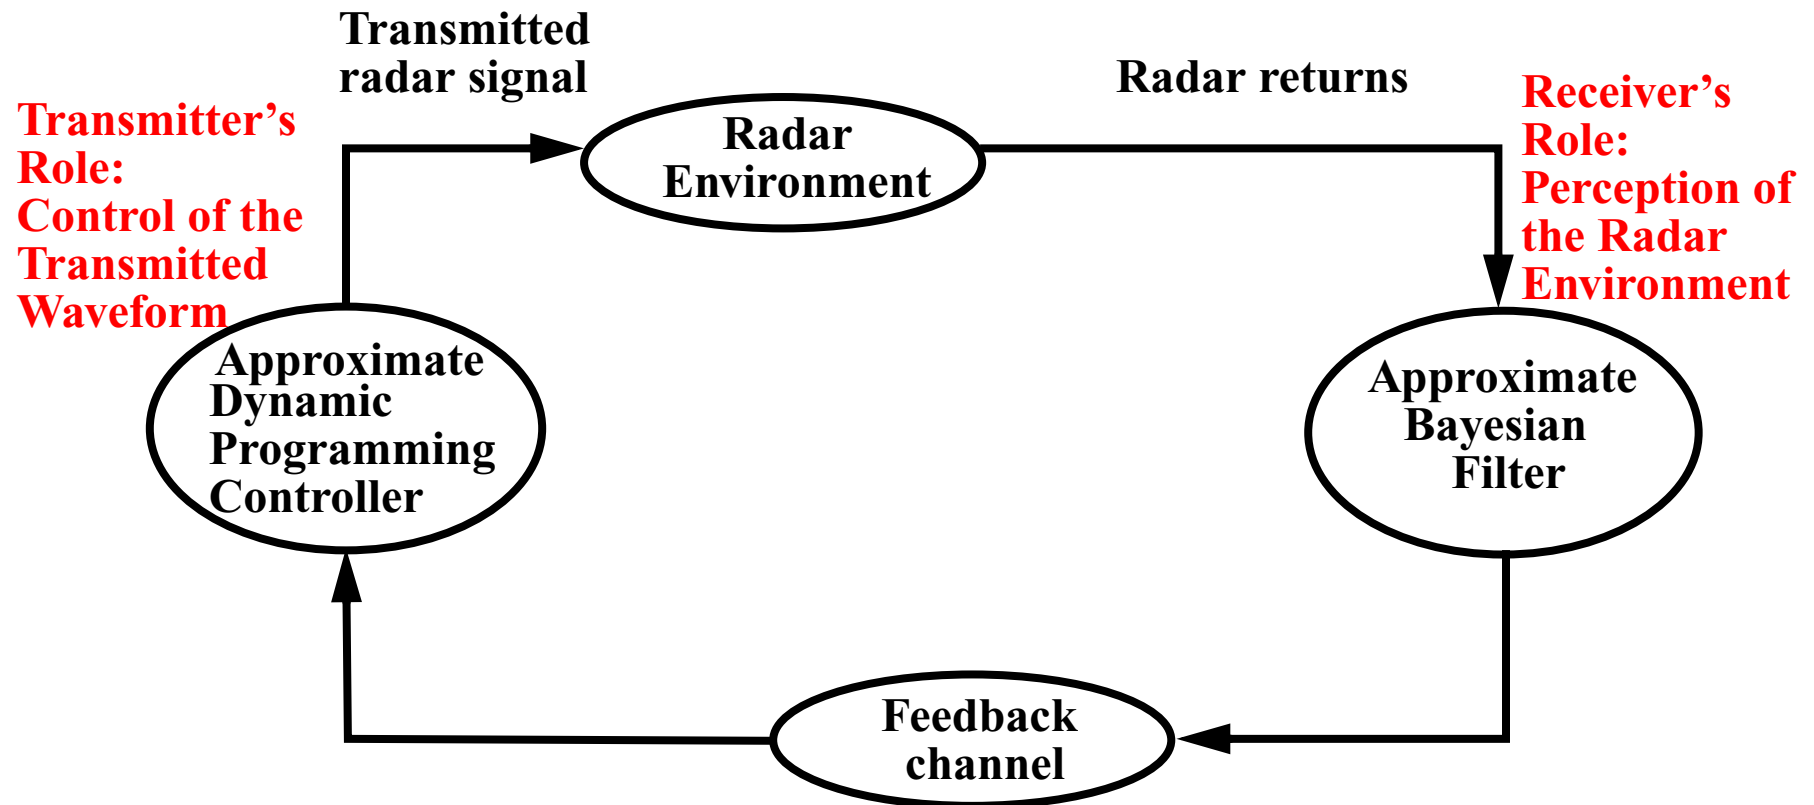 Transmitted
radar signal
Radar returns
Transmitter’s
Role:
Control of the
Transmitted
Waveform
Radar
Environment
Receiver’s
Role:
Perception of
the Radar
Environment
Approximate
Dynamic
Programming
Controller
Approximate
Bayesian
Filter
Feedback
channel